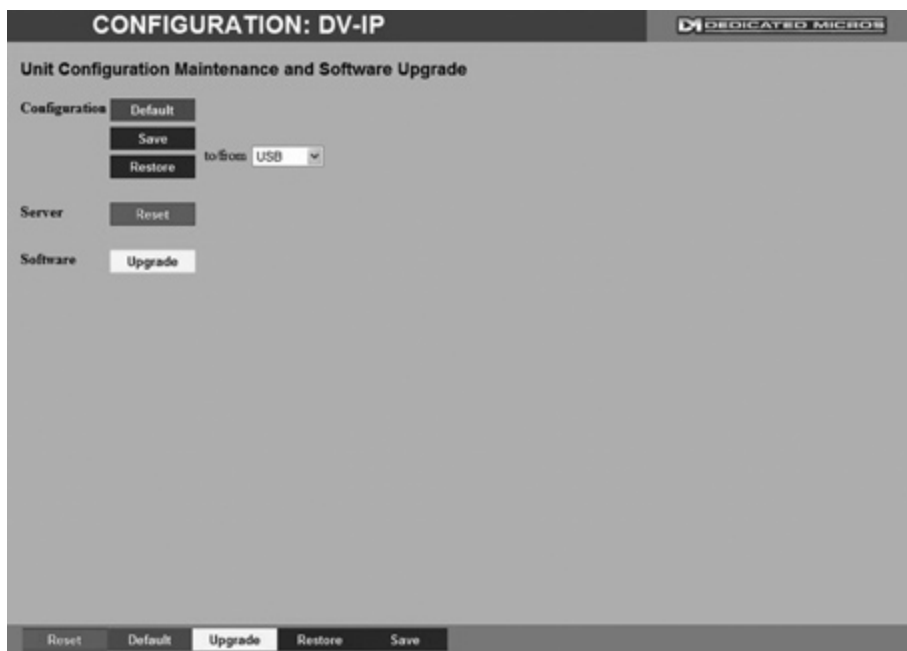 CONFIGURATION: DV-IP
DEDICATED MICROS
Unit Configuration Maintenance and Software Upgrade
Configuration Default
Save
to/from USB
Restore
Server Reset
Software Upgrade
Reset Default Upgrade Restore Save